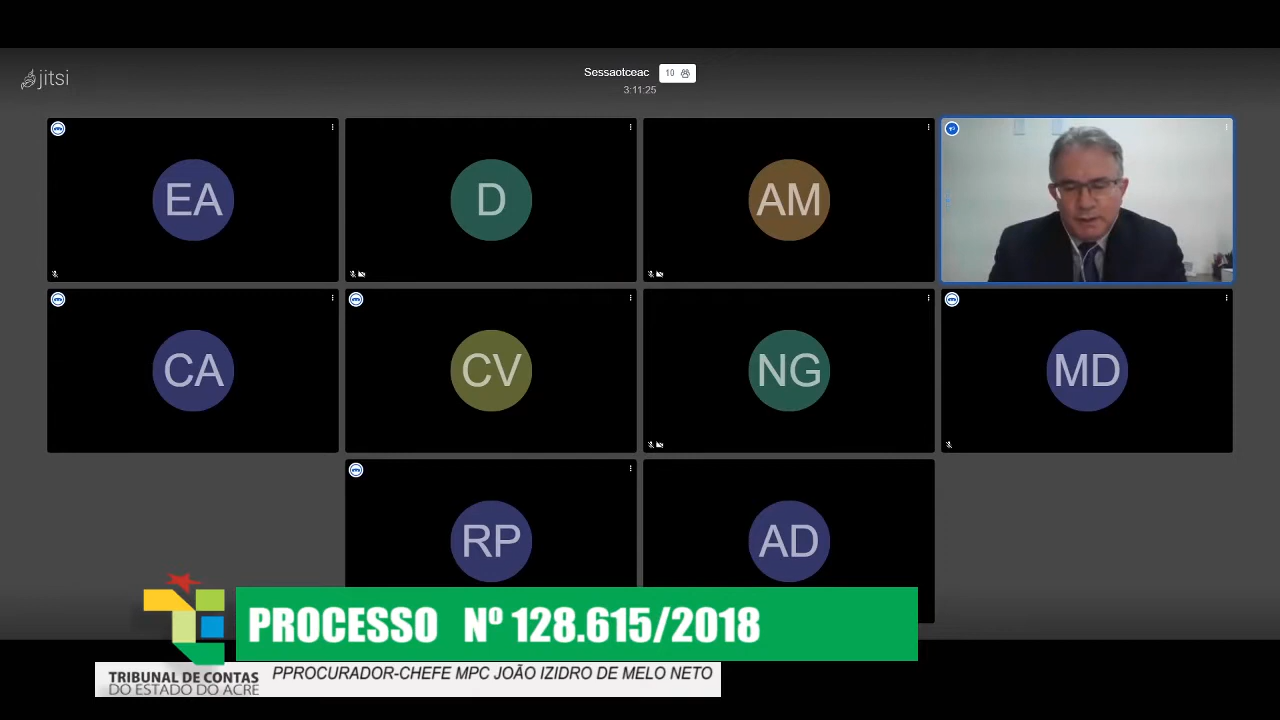 jitsi
Sessaotceac 10
3:11:25
EA
D
AM
CA
CV
NG
MD
RP
AD
PROCESSO Nº 128.615/2018
TRIBUNAL DE CONTAS
DO ESTADO DO ACRE
PPROCURADOR-CHEFE MPC JOÃO IZIDRO DE MELO NETO